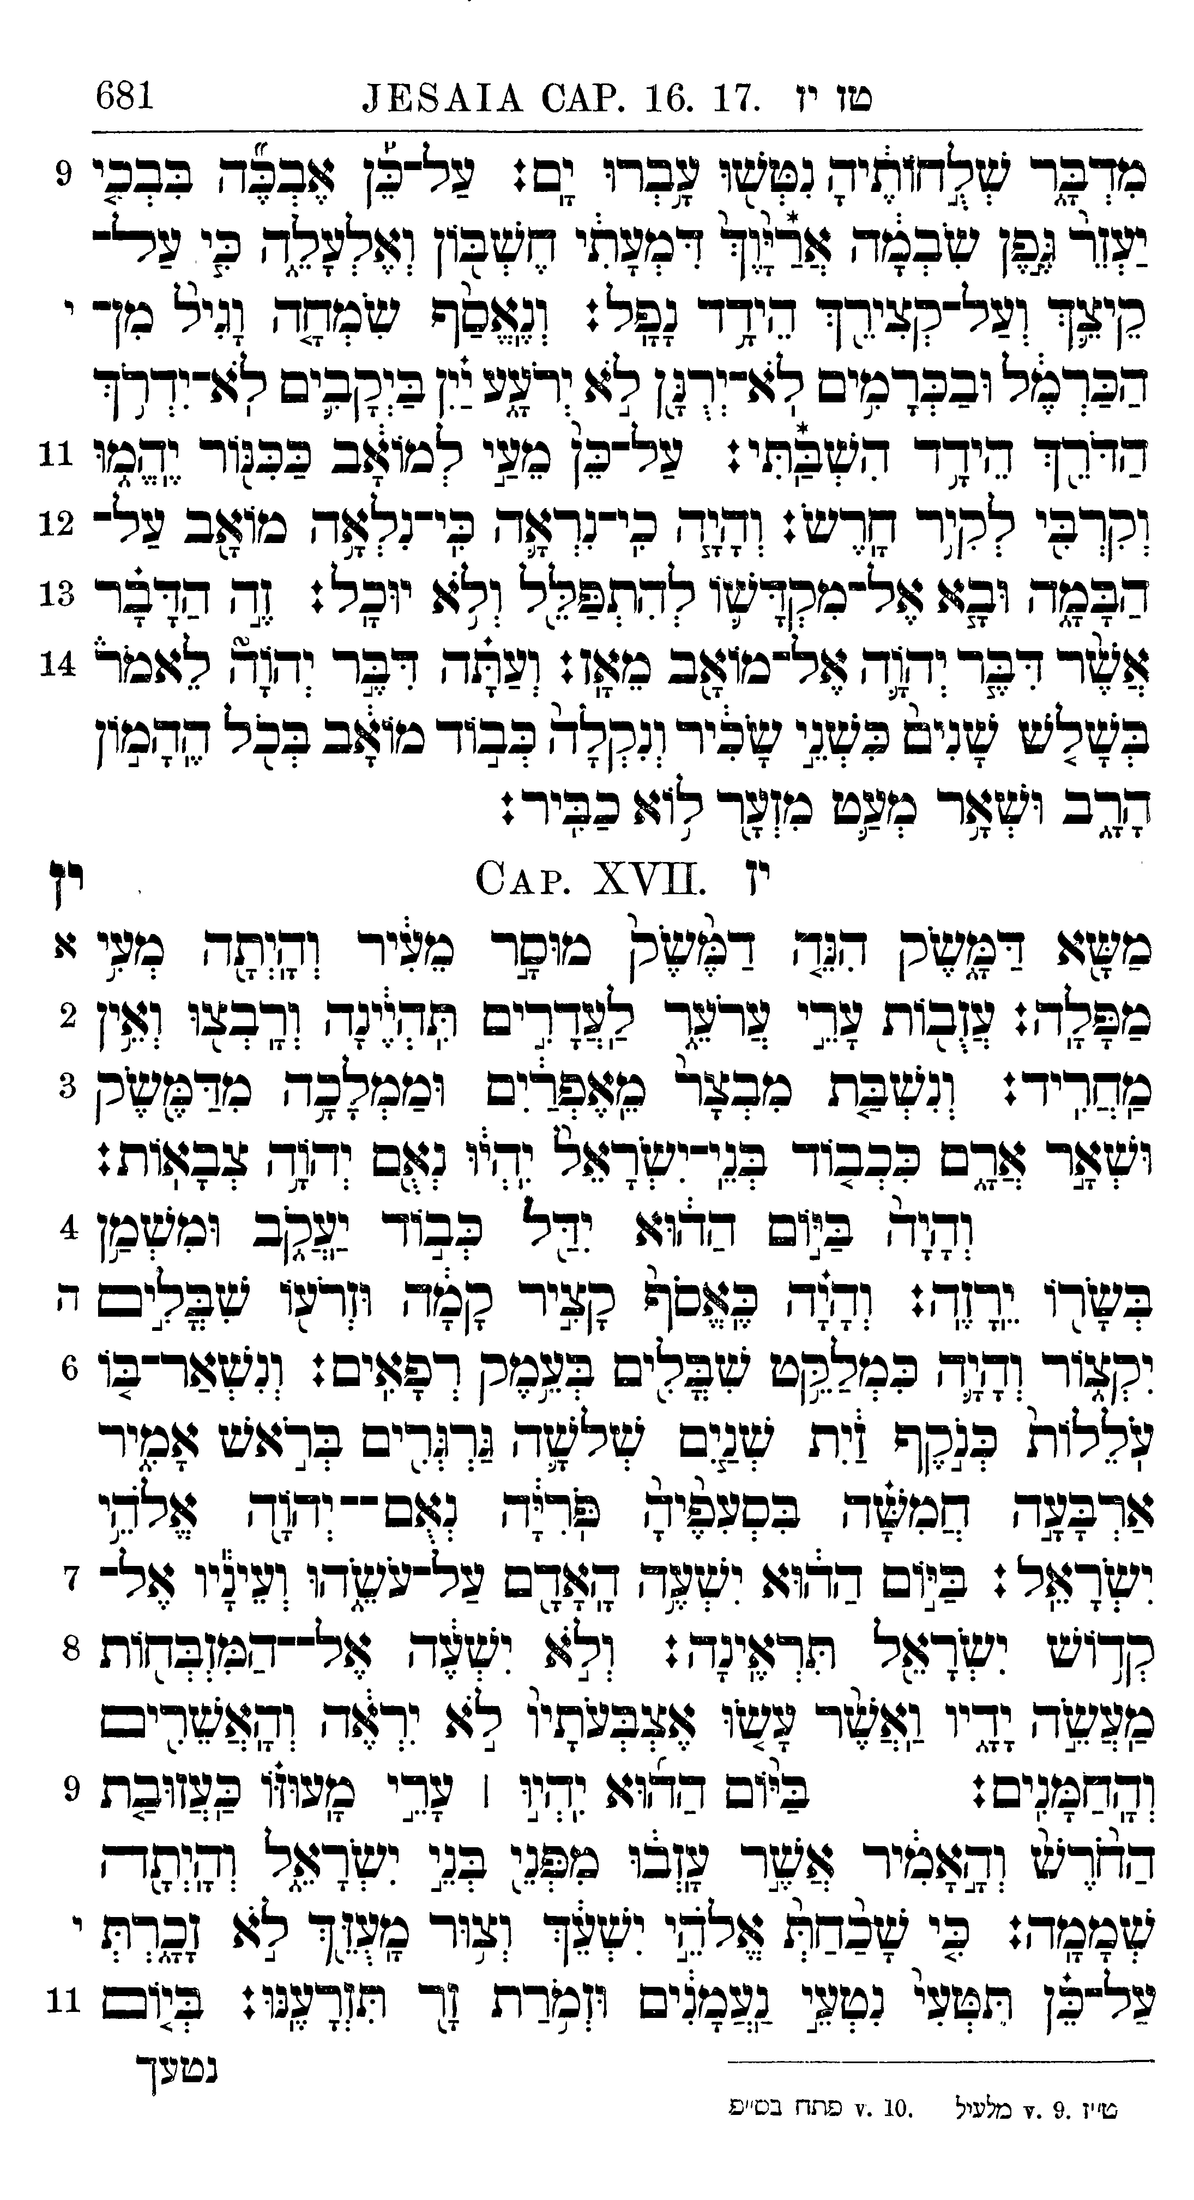 681 JESAIA CAP. 16. 17. טז יז
9 מִדְבָּ֑ר שְׁלֻ֣חוֹתֶ֔יהָ נִטְּשׁ֖וּ עָ֥בְרוּ יָֽם׃ עַל־כֵּ֡ן אֶבְכֶּ֞ה בִּבְכִ֤י
יַעְזֵר֙ גֶּ֣פֶן שִׂבְמָ֔ה אֲרַיָּ֙וֶךְ֙* דִּמְעָתִ֔י חֶשְׁבּ֖וֹן וְאֶלְעָלֵ֑ה כִּ֧י עַל־
י קֵיצֵ֛ךְ וְעַל־קְצִירֵ֖ךְ הֵידָ֥ד נָפָֽל׃ וְנֶאֱסַ֨ף שִׂמְחָ֤ה וָגִיל֙ מִן־
הַכַּרְמֶ֔ל וּבַכְּרָמִ֥ים לֹֽא־יְרֻנָּ֖ן לֹ֣א יְרֹעָ֑ע יַ֗יִן בַּיְקָבִ֛ים לֹֽא־יִדְרֹ֥ךְ
11 הַדֹּרֵ֖ךְ הֵידָ֥ד הִשְׁבַּֽתִּי*׃ עַל־כֵּן֙ מֵעַ֣י לְמוֹאָ֔ב כַּכִּנּ֖וֹר יֶֽהֱמ֑וּ
12 וְקִרְבִּ֖י לְקִ֥יר חָֽרֶשׂ׃ וְהָיָ֧ה כִֽי־נִרְאָ֛ה כִּֽי־נִלְאָ֥ה מוֹאָ֖ב עַל־
13 הַבָּמָ֑ה וּבָ֧א אֶל־מִקְדָּשׁ֛וֹ לְהִתְפַּלֵּ֖ל וְלֹ֥א יוּכָֽל׃ זֶ֣ה הַדָּבָ֗ר
14 אֲשֶׁ֨ר דִּבֶּ֧ר יְהוָֹ֛ה אֶל־מוֹאָ֖ב מֵאָֽז׃ וְעַתָּ֗ה דִּבֶּ֣ר יְהוָֹה֮ לֵאמֹר֒
בְּשָׁלֹ֤שׁ שָׁנִים֙ כִּשְׁנֵ֣י שָׂכִ֔יר וְנִקְלָה֙ כְּב֣וֹד מוֹאָ֔ב בְּכֹ֖ל הֶֽהָמ֣וֹן
הָרָ֑ב וּשְׁאָ֥ר מְעַ֛ט מִזְעָ֖ר ל֥וֹא כַבִּֽיר׃
יז CAP. XVII. יז
א מַשָּׂ֖א דַּמָּ֑שֶׂק הִנֵּ֤ה דַמֶּ֙שֶׂק֙ מוּסָ֣ר מֵעִ֔יר וְהָֽיְתָ֖ה מְעִ֥י
2 מַפָּלָֽה׃ עֲזֻב֖וֹת עָרֵ֣י עֲרֹעֵ֑ר לַֽעֲדָרִ֣ים תִּֽהְיֶ֔ינָה וְרָֽבְצ֖וּ וְאֵ֥ין
3 מַֽחֲרִֽיד׃ וְנִשְׁבַּ֤ת מִבְצָר֙ מֵֽאֶפְרַ֔יִם וּמַמְלָכָ֥ה מִדַּמֶּ֖שֶׂק
וּשְׁאָ֣ר אֲרָ֑ם כִּכְב֤וֹד בְּנֵֽי־יִשְׂרָאֵל֙ יִֽהְי֔וּ נְאֻ֖ם יְהוָֹ֥ה צְבָאֽוֹת׃
4 וְהָיָה֙ בַּיּ֣וֹם הַה֔וּא יִדַּ֖ל כְּב֣וֹד יַֽעֲקֹ֑ב וּמִשְׁמַ֥ן
ה בְּשָׂר֖וֹ יֵֽרָזֶֽה׃ וְהָיָ֗ה כֶּֽאֱסֹף֙ קָצִ֣יר קָמָ֔ה וּזְרֹע֖וֹ שִׁבֳּלִ֣ים
6 יִקְצ֑וֹר וְהָיָ֛ה כִּמְלַקֵּ֥ט שִׁבֳּלִ֖ים בְּעֵ֥מֶק רְפָאִֽים׃ וְנִשְׁאַר־בּ֤וֹ
עֹֽלֵלוֹת֙ כְּנֹ֣קֶף זַ֔יִת שְׁנַ֧יִם שְׁלֹשָׁ֛ה גַּרְגְּרִ֖ים בְּרֹ֣אשׁ אָמִ֑יר
אַרְבָּעָ֣ה חֲמִשָּׁ֗ה בִּסְעִפֶ֙יהָ֙ פֹּֽרִיָּ֔ה נְאֻם־־יְהוָֹ֖ה אֱלֹהֵ֥י
7 יִשְׂרָאֵֽל׃ בַּיּ֣וֹם הַה֔וּא יִשְׁעֶ֥ה הָֽאָדָ֖ם עַל־עֹשֵׂ֑הוּ וְעֵינָ֕יו אֶל־
8 קְד֥וֹשׁ יִשְׂרָאֵ֖ל תִּרְאֶֽינָה׃ וְלֹ֣א יִשְׁעֶ֔ה אֶל־־הַֽמִּזְבְּח֖וֹת
מַֽעֲשֵׂ֣ה יָדָ֑יו וַֽאֲשֶׁ֨ר עָשׂ֤וּ אֶצְבְּעֹתָיו֙ לֹ֣א יִרְאֶ֔ה וְהָֽאֲשֵׁרִ֖ים
9 וְהָֽחַמָּנִֽים׃ בַּיּ֨וֹם הַה֜וּא יִֽהְי֣וּ ׀ עָרֵ֣י מָֽעוּזּ֗וֹ כַּֽעֲזוּבַ֤ת
הַחֹ֙רֶשׁ֙ וְהָ֣אָמִ֔יר אֲשֶׁ֣ר עָֽזְב֔וּ מִפְּנֵ֖י בְּנֵ֣י יִשְׂרָאֵ֑ל וְהָֽיְתָ֖ה
י שְׁמָמָֽה׃ כִּ֤י שָׁכַ֙חַתְּ֙ אֱלֹהֵ֣י יִשְׁעֵ֔ךְ וְצ֥וּר מָֽעֻזֵּ֖ךְ לֹ֣א זָכָ֑רְתְּ
11 עַל־כֵּ֗ן תִּטְּעִי֙ נִטְעֵ֣י נַֽעֲמָנִ֔ים וּזְמֹ֥רַת זָ֖ר תִּזְרָעֶֽנּוּ׃ בְּי֤וֹם
נטעך
ט״ז v. 9. מלעיל v. 10. פתח בס״פ